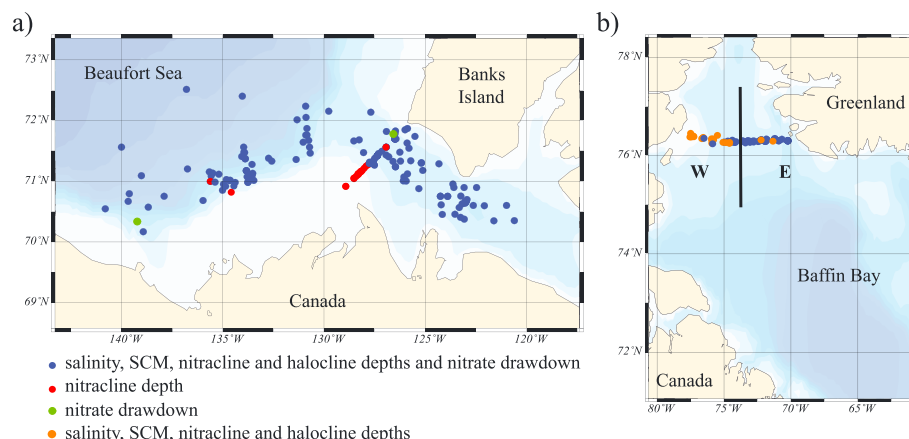 a)
73°N
72°N
71°N
70°N
69°N
Beaufort Sea
Banks
Island
Canada
140°W
135°W
130°W
125°W
120°W
salinity, SCM, nitracline and halocline depths and nitrate drawdown
nitracline depth
nitrate drawdown
salinity, SCM, nitracline and halocline depths
b)
78°N
76°N
74°N
72°N
Greenland
W E
Baffin Bay
Canada
80°W
75°W
70°W
65°W